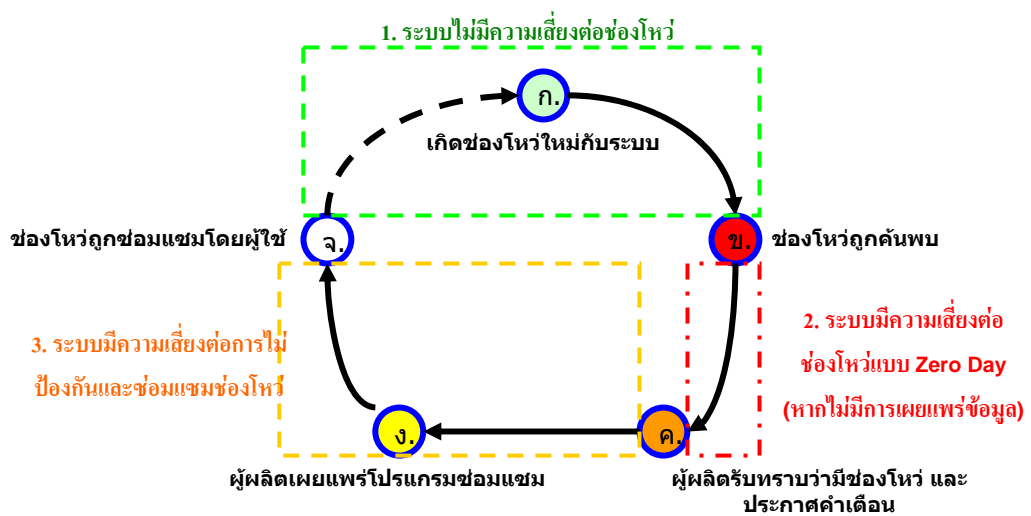 1. ระบบไม่มีความเสี่ยงต่อช่องโหว่
ก.
เกิดช่องโหว่ใหม่กับระบบ
ช่องโหว่ถูกซ่อมแซมโดยผู้ใช้
จ.
ข.
ช่องโหว่ถูกค้นพบ
2. ระบบมีความเสี่ยงต่อ
ช่องโหว่แบบ Zero Day
(หากไม่มีการเผยแพร่ข้อมูล)
3. ระบบมีความเสี่ยงต่อการไม่
ป้องกันและซ่อมแซมช่องโหว่
ง.
ค.
ผู้ผลิตเผยแพร่โปรแกรมซ่อมแซม
ผู้ผลิตรับทราบว่ามีช่องโหว่ และ
ประกาศคำเตือน